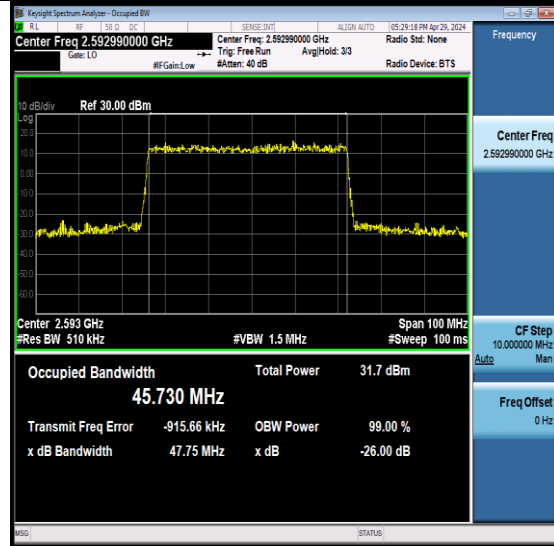 Keysight Spectrum Analyzer - Occupied BW
RL RF 50 Ω DC SENSE:INT ALIGN AUTO 05:29:18 PM Apr 29, 2024
Center Freq 2.592990000 GHz
Center Freq: 2.592990000 GHz
Radio Std: None
Gate: LO
Trig: Free Run Avg|Hold: 3/3
#IFGain:Low
#Atten: 40 dB
Radio Device: BTS
10 dB/div Ref 30.00 dBm
Log
20.0
10.0
0.00
-10.0
-20.0
-30.0
-40.0
-50.0
-60.0
Center 2.593 GHz
Span 100 MHz
#Res BW 510 kHz
#VBW 1.5 MHz
#Sweep 100 ms
Occupied Bandwidth
45.730 MHz
Total Power 31.7 dBm
Transmit Freq Error -915.66 kHz
OBW Power 99.00 %
x dB Bandwidth 47.75 MHz
x dB -26.00 dB
Frequency
Center Freq
2.592990000 GHz
CF Step
10.000000 MHz
Auto Man
Freq Offset
0 Hz
MSG
STATUS